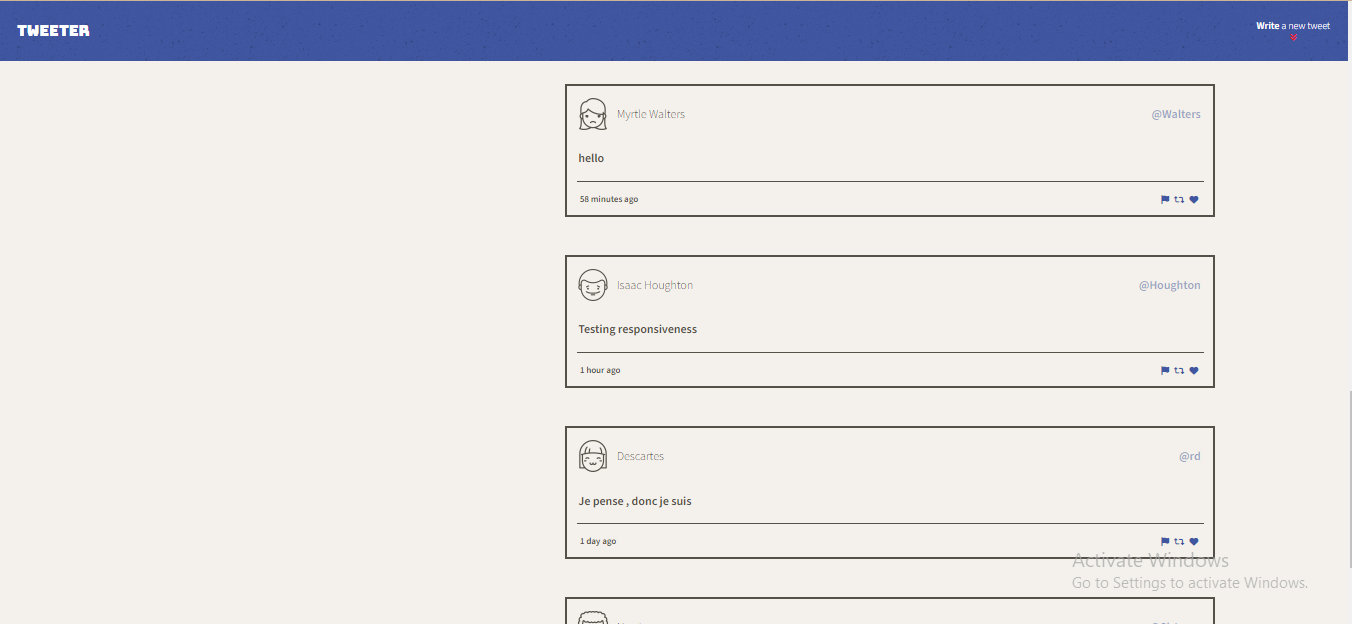 TWEETER
Write a new tweet
Myrtle Walters
@Walters
hello
58 minutes ago
Isaac Houghton
@Houghton
Testing responsiveness
1 hour ago
Descartes
@rd
Je pense , donc je suis
1 day ago
Activate Windows
Go to Settings to activate Windows.